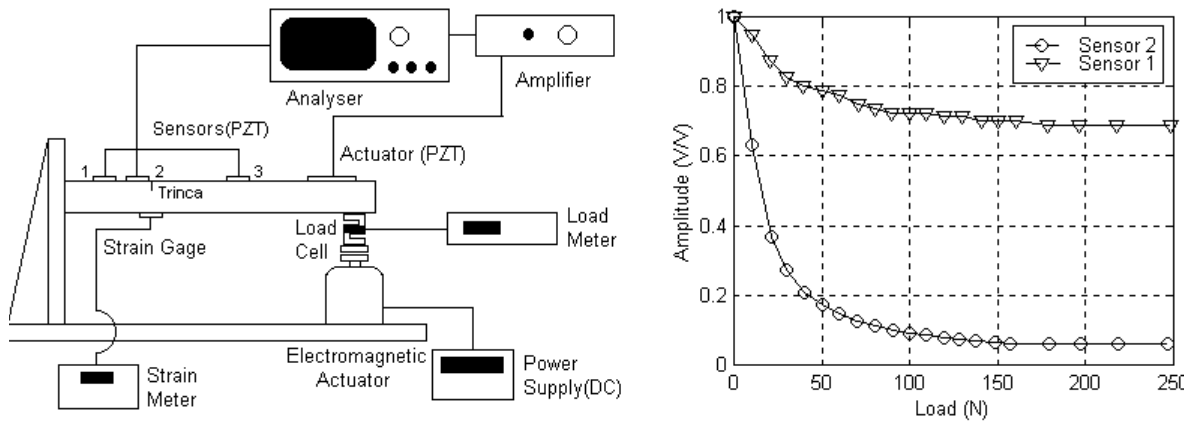 Analyser
Amplifier
Sensors(PZT)
Actuator (PZT)
1
2
3
Trinca
Strain Gage
Load
Cell
Load
Meter
Electromagnetic
Actuator
Power
Supply(DC)
Strain
Meter
Sensor 2
Sensor 1
Amplitude (V/V)
1
0.8
0.6
0.4
0.2
0
0
50
100
150
200
250
Load (N)